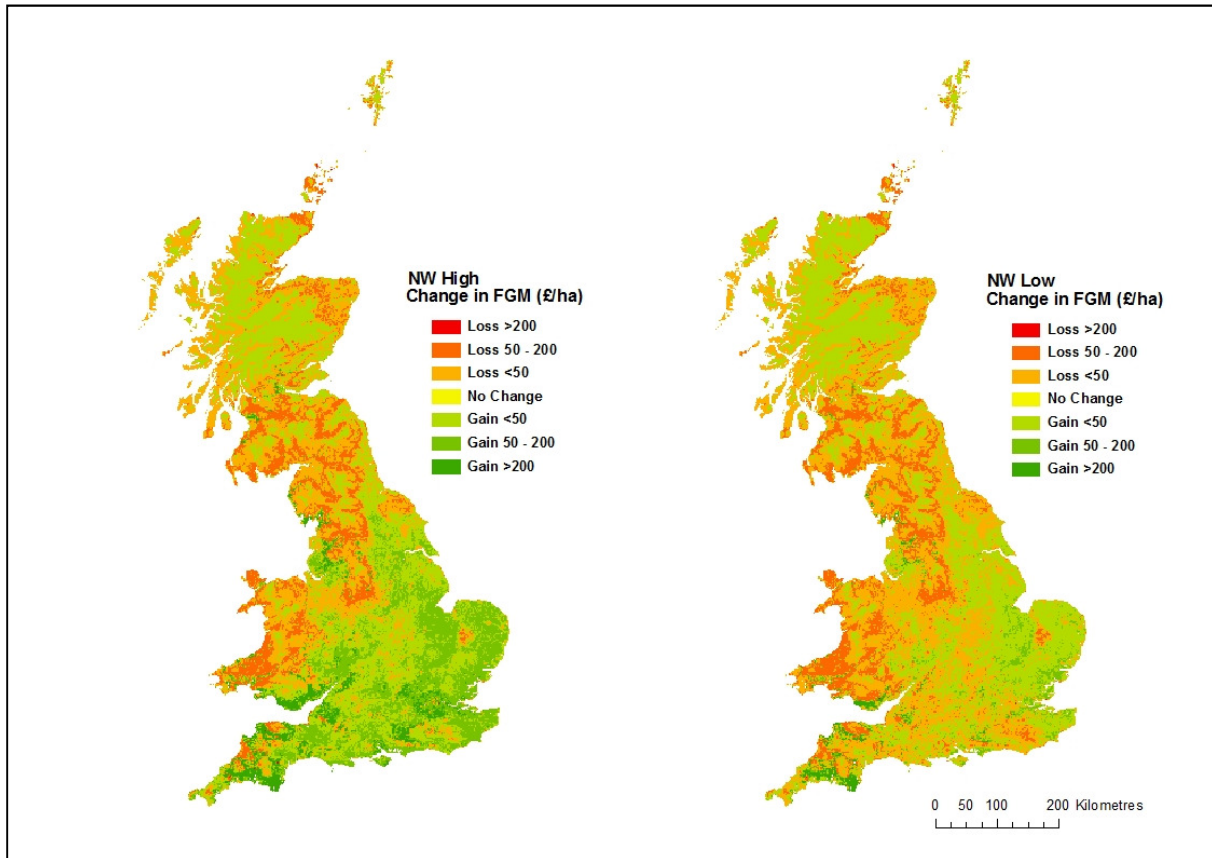 NW High
Change in FGM (£/ha)
Loss >200
Loss 50 - 200
Loss <50
No Change
Gain <50
Gain 50 - 200
Gain >200
NW Low
Change in FGM (£/ha)
Loss >200
Loss 50 - 200
Loss <50
No Change
Gain <50
Gain 50 - 200
Gain >200
0 50 100 200 Kilometres